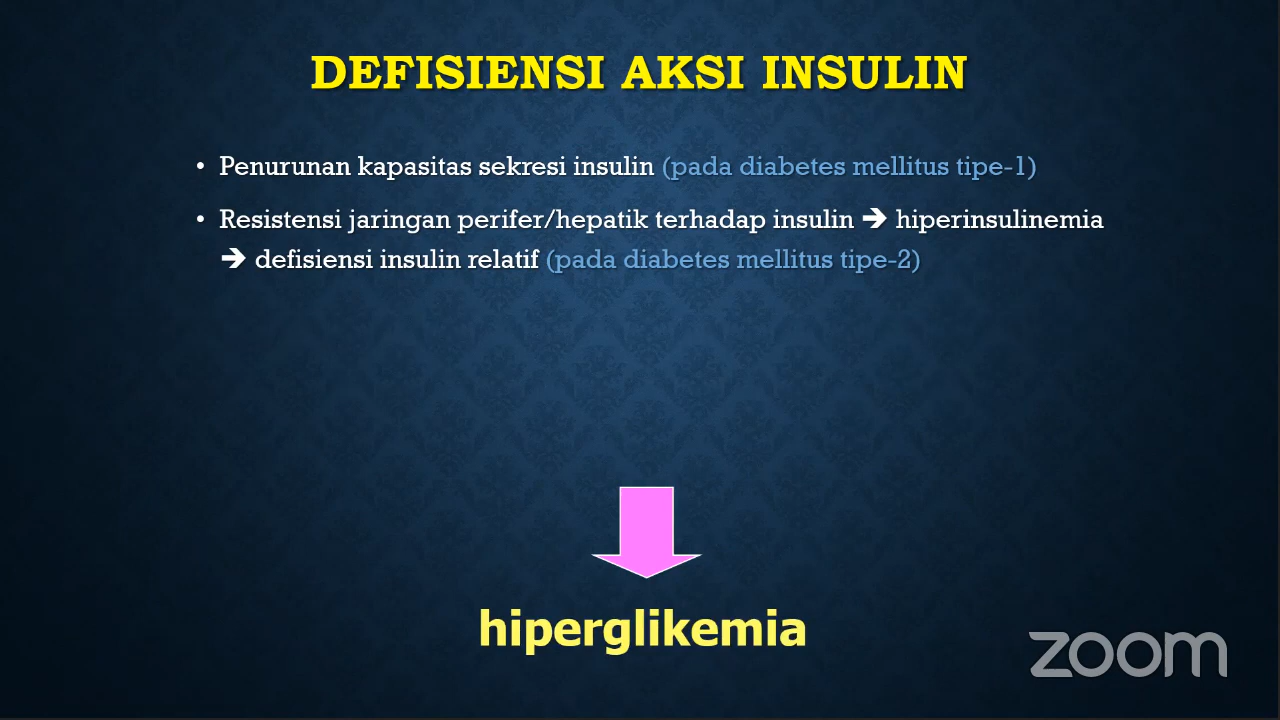 DEFISIENSI AKSI INSULIN
• Penurunan kapasitas sekresi insulin (pada diabetes mellitus tipe-1)
• Resistensi jaringan perifer/hepatik terhadap insulin ➔ hiperinsulinemia
➔ defisiensi insulin relatif (pada diabetes mellitus tipe-2)
hiperglikemia
zoom